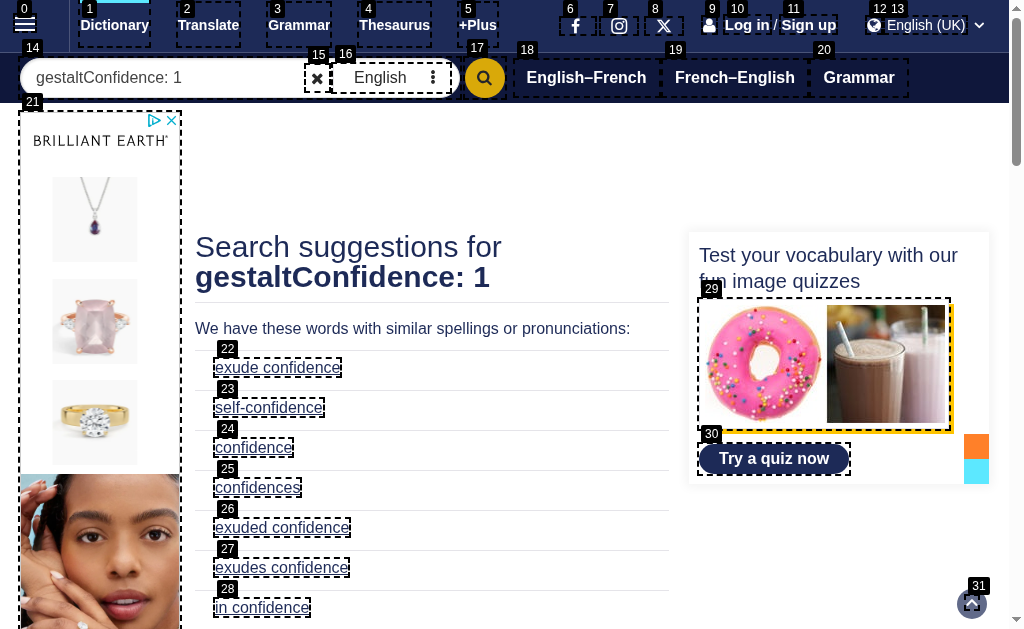 0 1 2 3 4 5 6 7 8 9 10 11 12 13
Dictionary Translate Grammar Thesaurus +Plus Log in / Sign up English (UK)
14 15 16 17 18 19 20
gestaltConfidence: 1 English English–French French–English Grammar
21
BRILLIANT EARTH
Search suggestions for
gestaltConfidence: 1
We have these words with similar spellings or pronunciations:
22
exude confidence
23
self-confidence
24
confidence
25
confidences
26
exuded confidence
27
exudes confidence
28
in confidence
Test your vocabulary with our
fun image quizzes
29
30
Try a quiz now
31